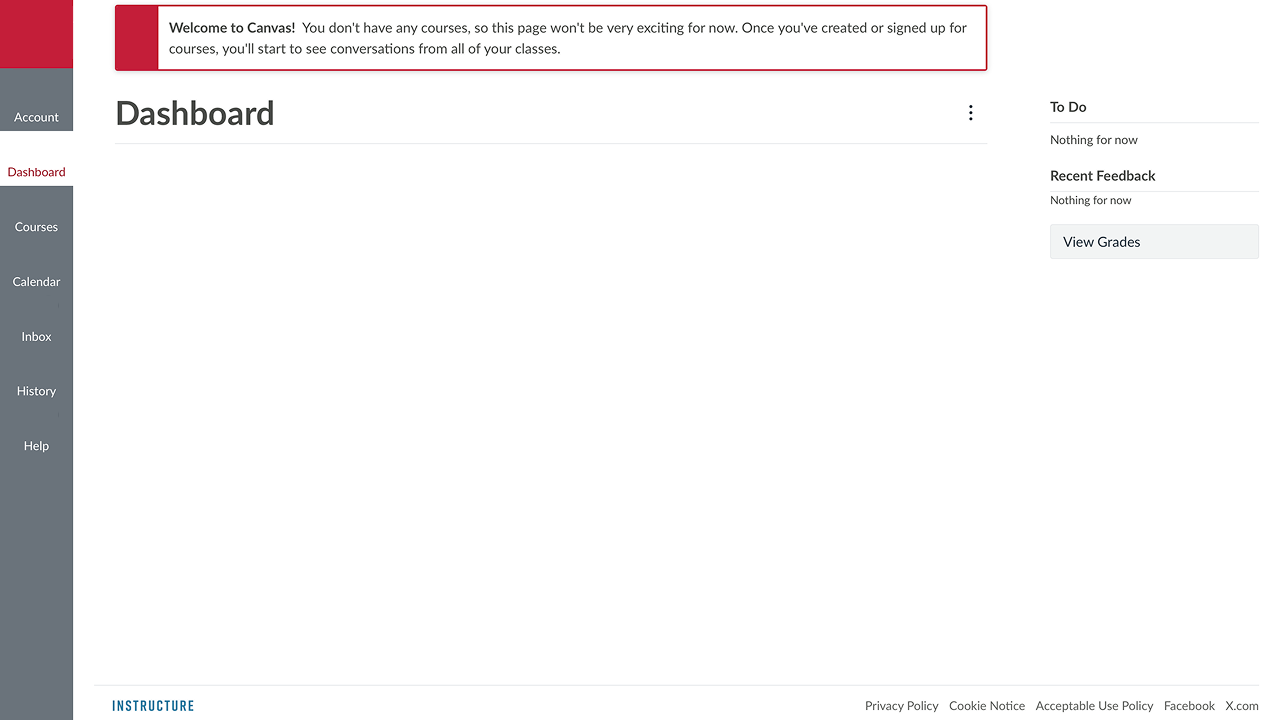 Welcome to Canvas! You don't have any courses, so this page won't be very exciting for now. Once you've created or signed up for
courses, you'll start to see conversations from all of your classes.
Account
Dashboard
Courses
Calendar
Inbox
History
Help
Dashboard
To Do
Nothing for now
Recent Feedback
Nothing for now
View Grades
INSTRUCTURE
Privacy Policy Cookie Notice Acceptable Use Policy Facebook X.com